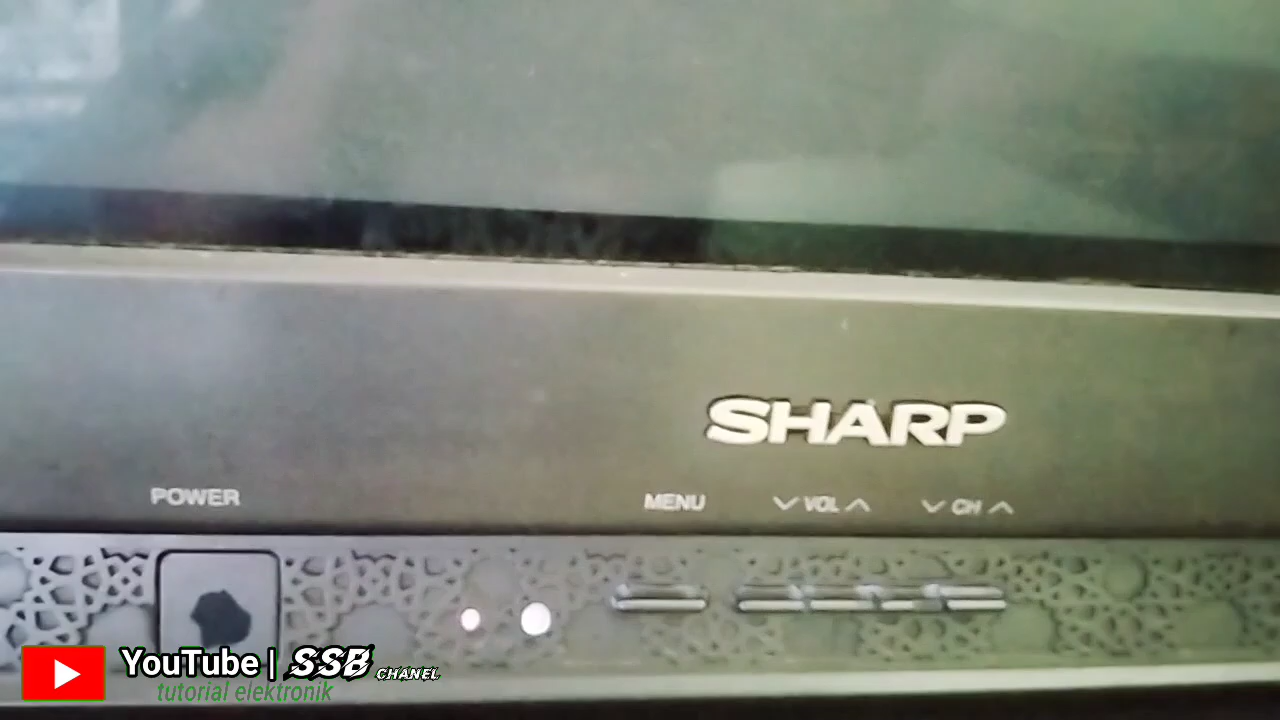 SHARP
POWER
MENU
VOL
CH
YouTube | SSB CHANEL
tutorial elektronik